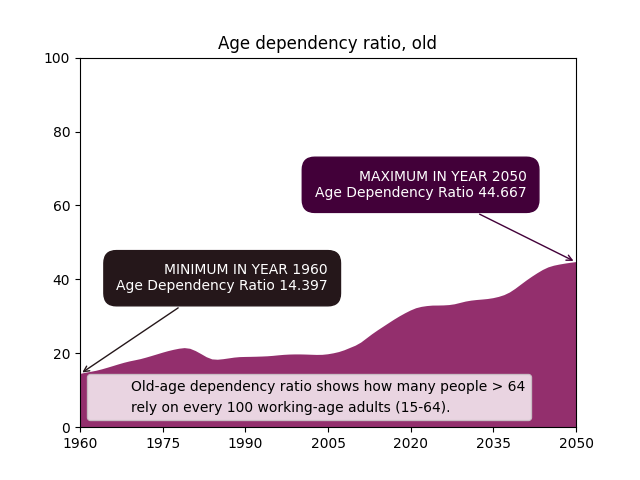 Age dependency ratio, old
100
80
60
40
20
0
MAXIMUM IN YEAR 2050
Age Dependency Ratio 44.667
MINIMUM IN YEAR 1960
Age Dependency Ratio 14.397
Old-age dependency ratio shows how many people > 64
rely on every 100 working-age adults (15-64).
1960 1975 1990 2005 2020 2035 2050